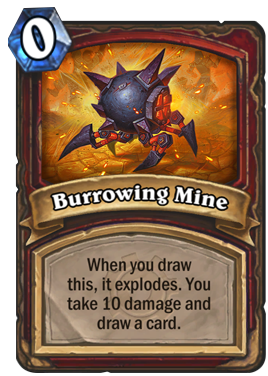 0
Burrowing Mine
When you draw
this, it explodes. You
take 10 damage and
draw a card.